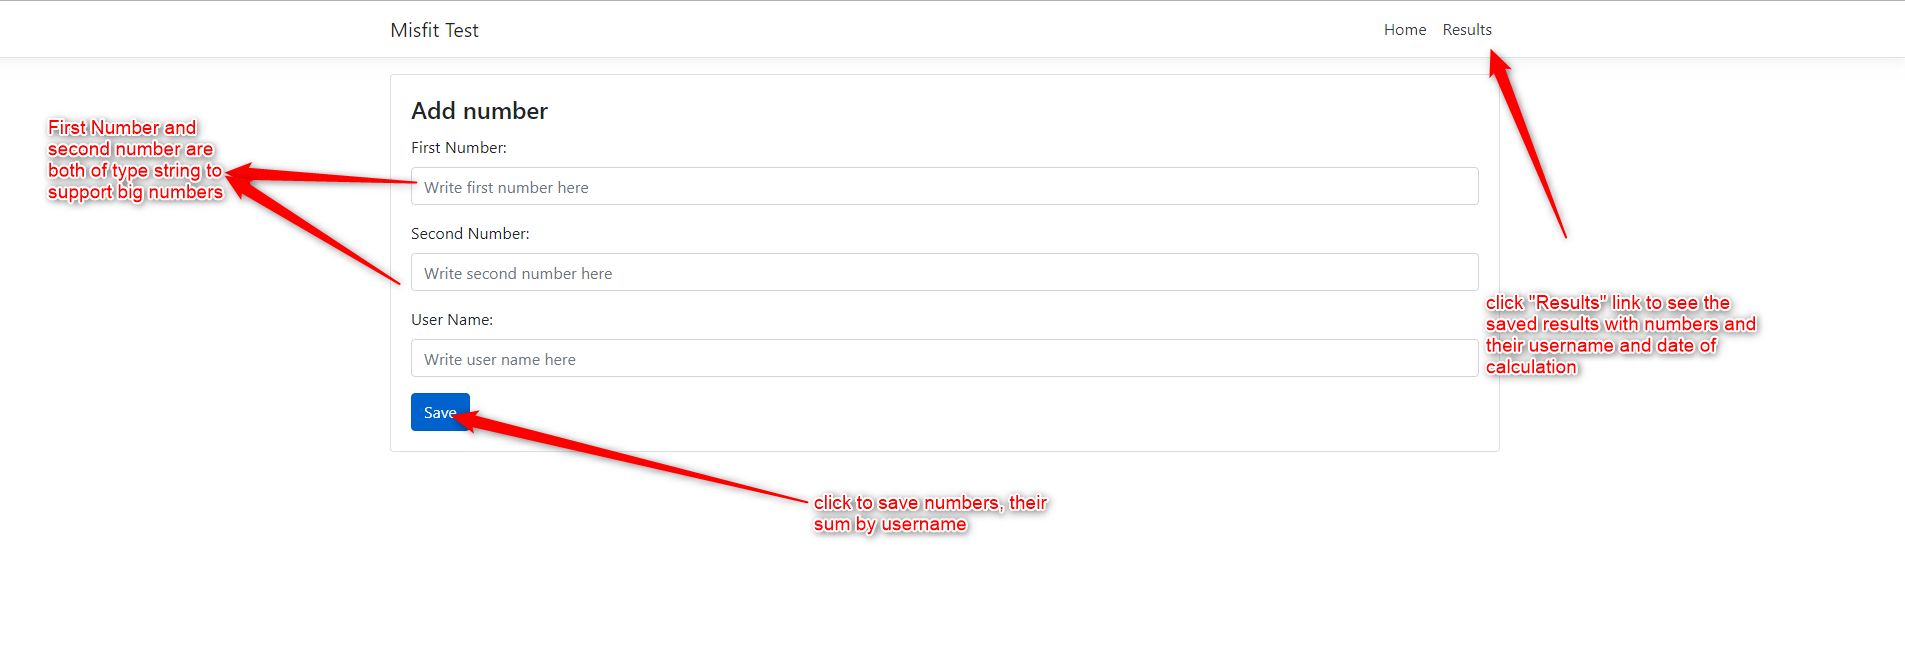 Misfit Test
Home
Results
Add number
First Number:
Write first number here
Second Number:
Write second number here
User Name:
Write user name here
Save
First Number and
second number are
both of type string to
support big numbers
click "Results" link to see the
saved results with numbers and
their username and date of
calculation
click to save numbers, their
sum by username